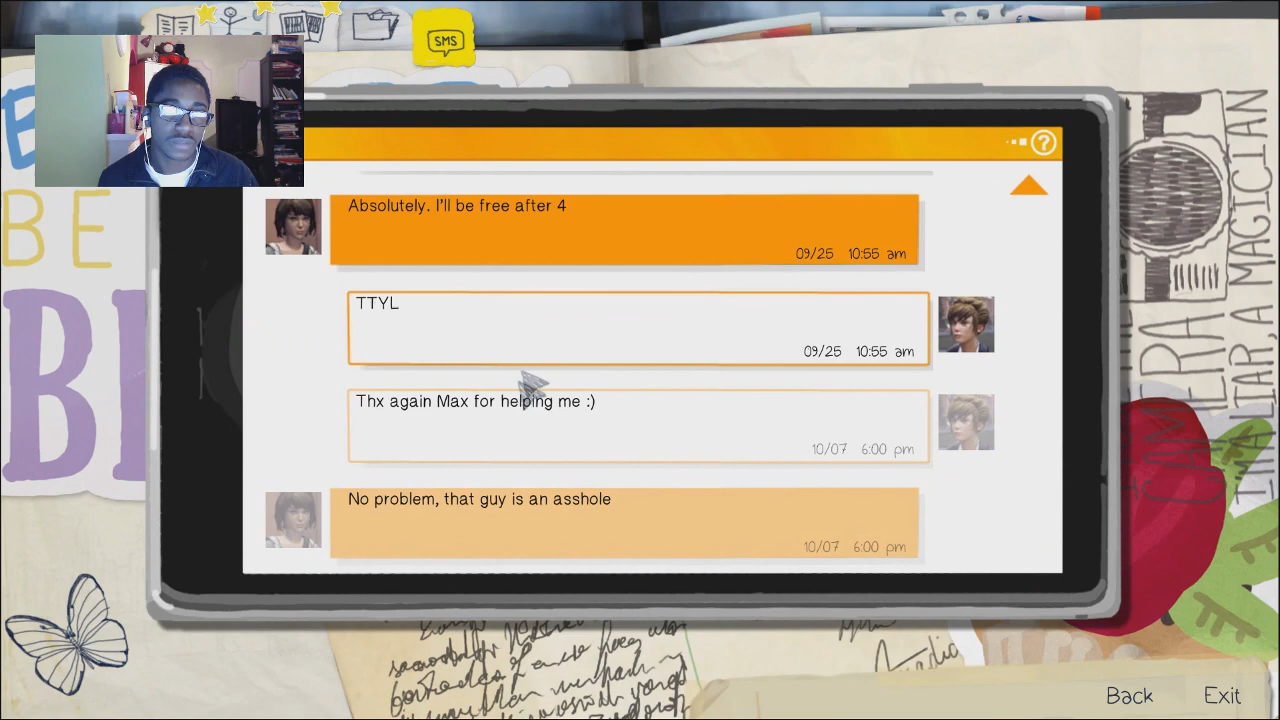 SMS
?
Absolutely. I'll be free after 4
09/25 10:55 am
TTYL
09/25 10:55 am
Thx again Max for helping me :)
10/07 6:00 pm
No problem, that guy is an asshole
10/07 6:00 pm
BE
I'M A LIAR, A MAGICIAN
Back
Exit